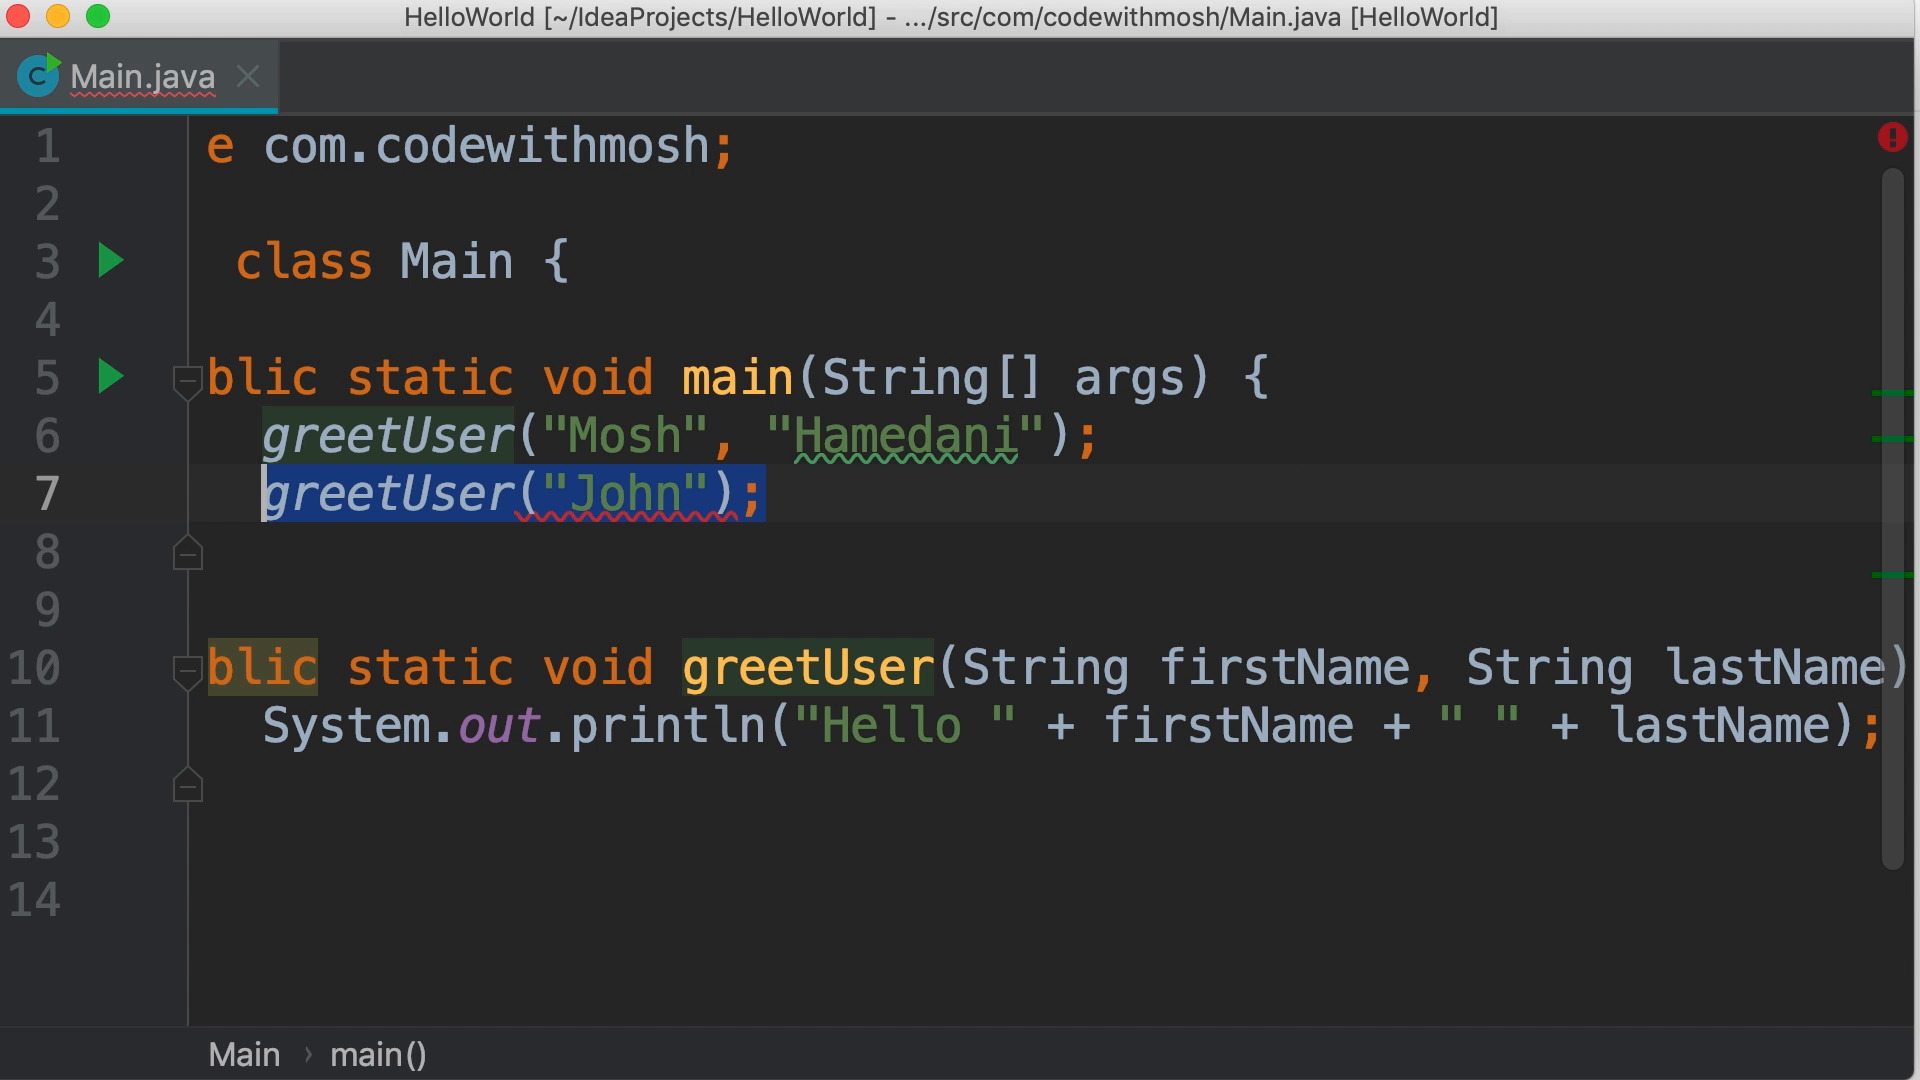 HelloWorld [~/IdeaProjects/HelloWorld] - .../src/com/codewithmosh/Main.java [HelloWorld]
Main.java
1 e com.codewithmosh;
2
3 class Main {
4
5 blic static void main(String[] args) {
6 greetUser("Mosh", "Hamedani");
7 greetUser("John");
8
9
10 blic static void greetUser(String firstName, String lastName)
11 System.out.println("Hello " + firstName + " " + lastName);
12
13
14
Main › main()